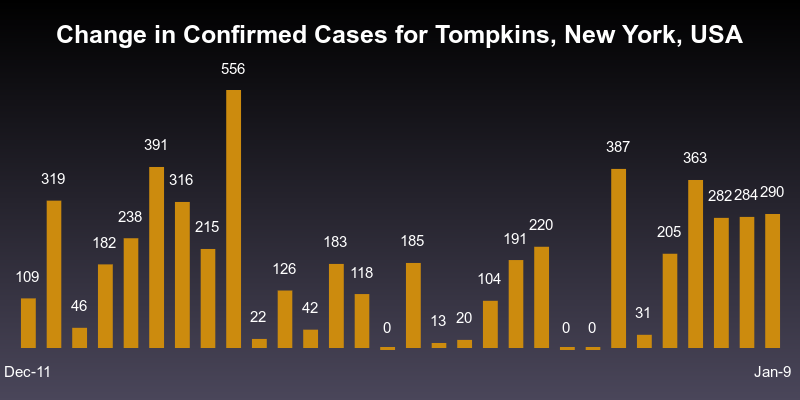 Change in Confirmed Cases for Tompkins, New York, USA
109 319 46 182 238 391 316 215 556 22 126 42 183 118 0 185 13 20 104 191 220 0 0 387 31 205 363 282 284 290
Dec-11 Jan-9